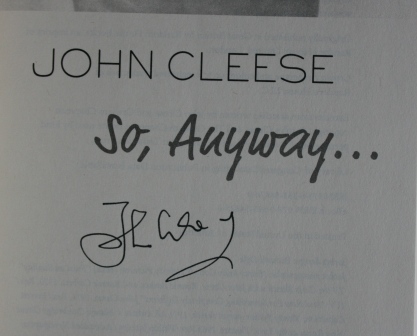 JOHN CLEESE
So, Anyway...